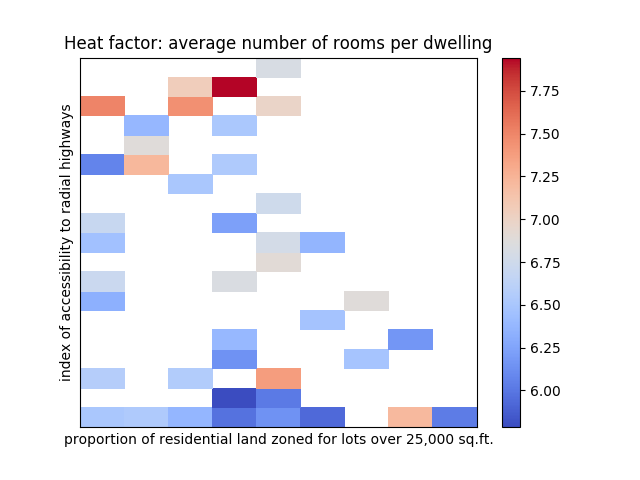 Heat factor: average number of rooms per dwelling
index of accessibility to radial highways
7.75
7.50
7.25
7.00
6.75
6.50
6.25
6.00
proportion of residential land zoned for lots over 25,000 sq.ft.